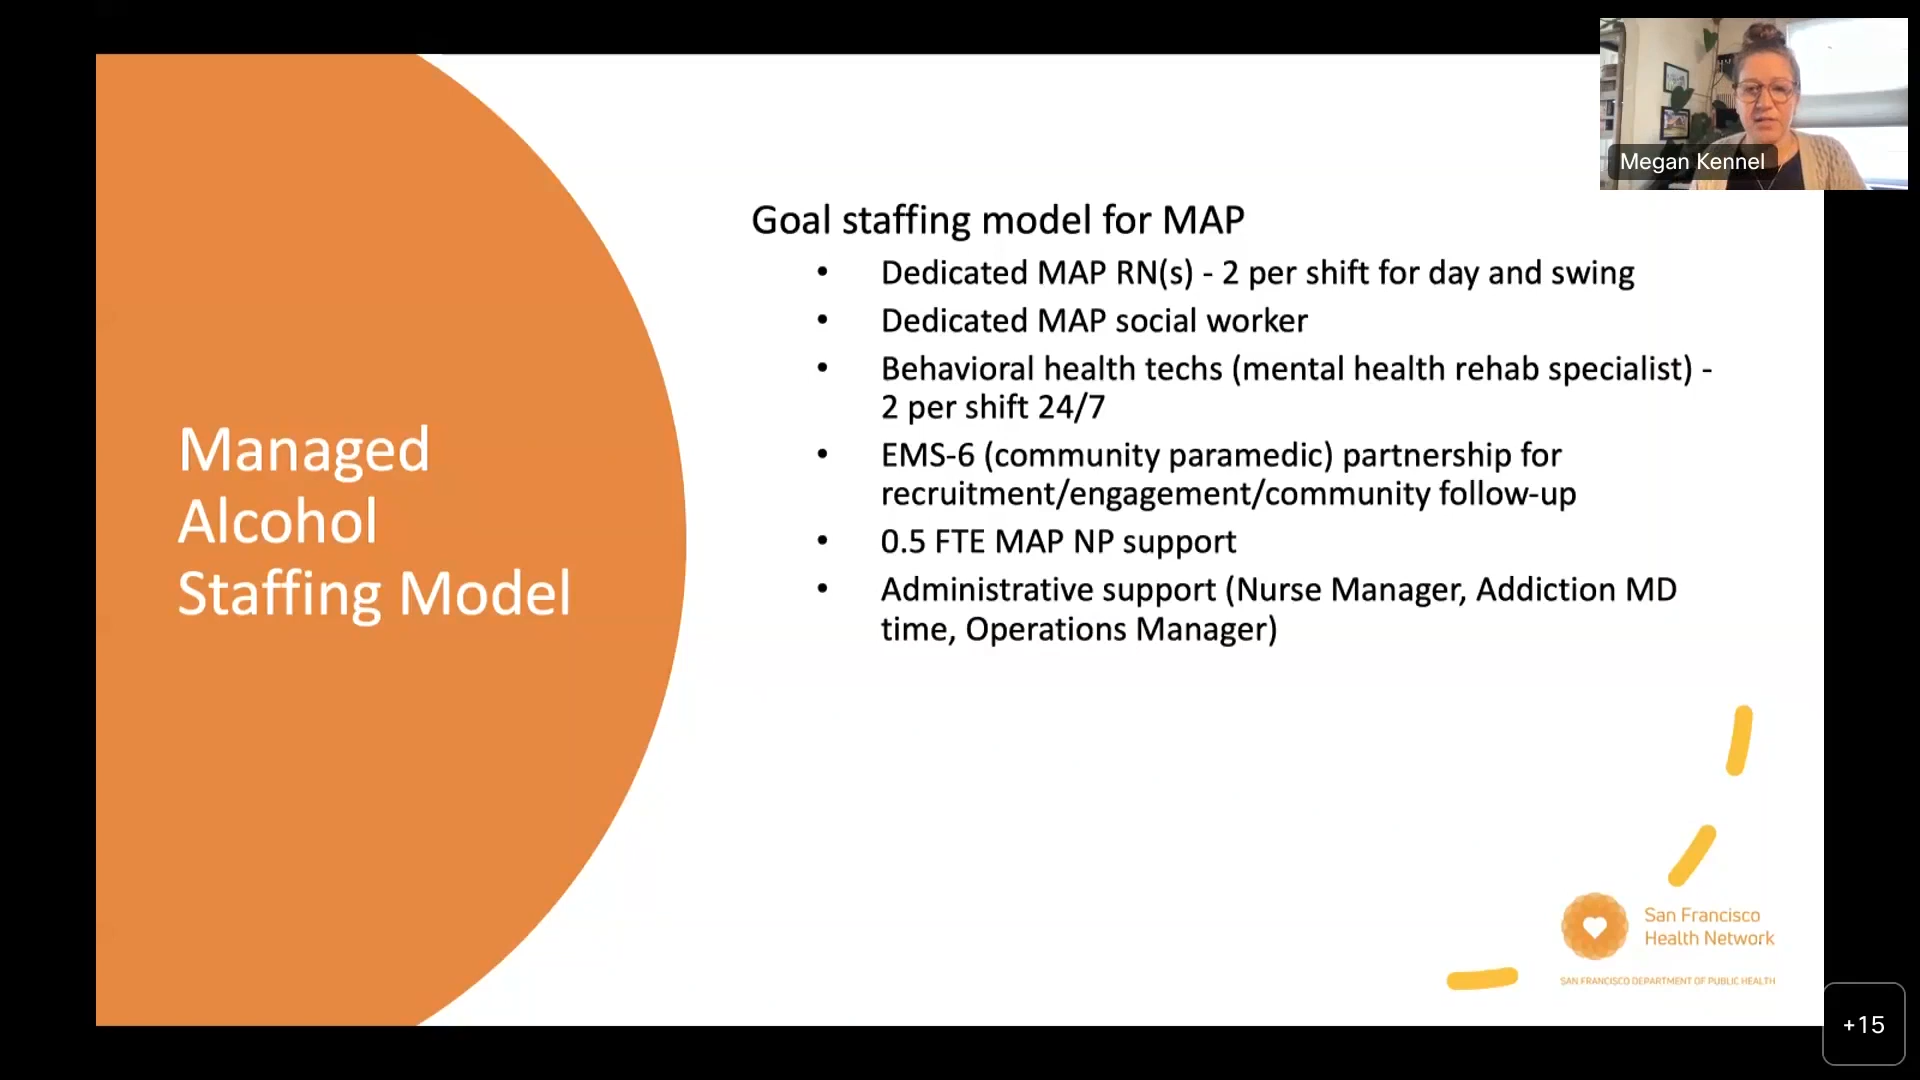 Megan Kennel
Managed
Alcohol
Staffing Model
Goal staffing model for MAP
• Dedicated MAP RN(s) - 2 per shift for day and swing
• Dedicated MAP social worker
• Behavioral health techs (mental health rehab specialist) -
2 per shift 24/7
• EMS-6 (community paramedic) partnership for
recruitment/engagement/community follow-up
• 0.5 FTE MAP NP support
• Administrative support (Nurse Manager, Addiction MD
time, Operations Manager)
San Francisco
Health Network
SAN FRANCISCO DEPARTMENT OF PUBLIC HEALTH
+15